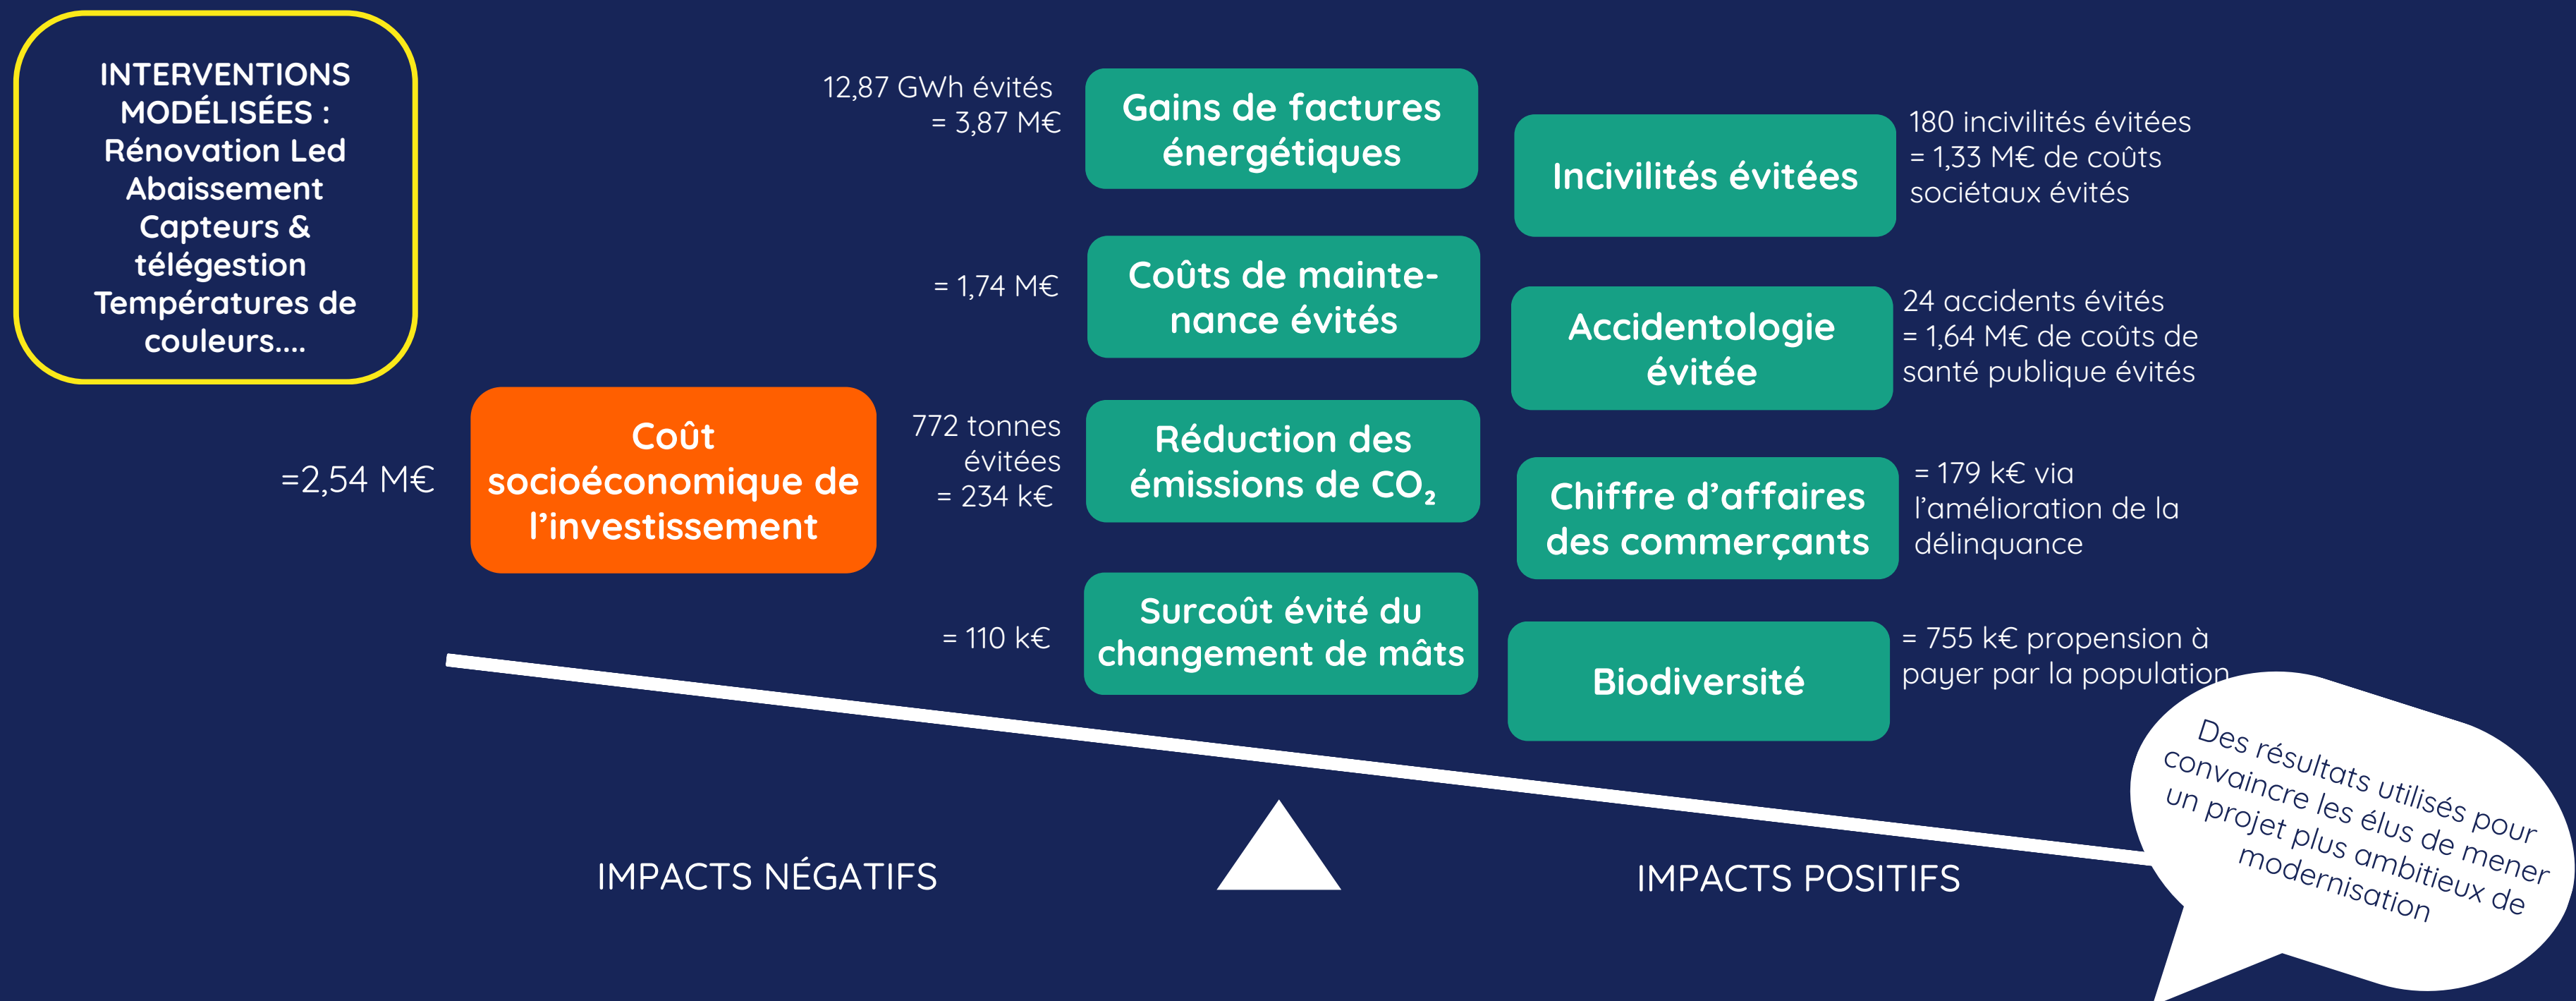 INTERVENTIONS
MODÉLISÉES :
Rénovation Led
Abaissement
Capteurs &
télégestion
Températures de
couleurs....
=2,54 M€
Coût
socioéconomique de
l’investissement
12,87 GWh évités
= 3,87 M€
Gains de factures
énergétiques
= 1,74 M€
Coûts de mainte-
nance évités
772 tonnes
évitées
= 234 k€
Réduction des
émissions de CO₂
= 110 k€
Surcoût évité du
changement de mâts
Incivilités évitées
180 incivilités évitées
= 1,33 M€ de coûts
sociétaux évités
Accidentologie
évitée
24 accidents évités
= 1,64 M€ de coûts de
santé publique évités
Chiffre d’affaires
des commerçants
= 179 k€ via
l’amélioration de la
délinquance
Biodiversité
= 755 k€ propension à
payer par la population
IMPACTS NÉGATIFS
IMPACTS POSITIFS
Des résultats utilisés pour
convaincre les élus de mener
un projet plus ambitieux de
modernisation